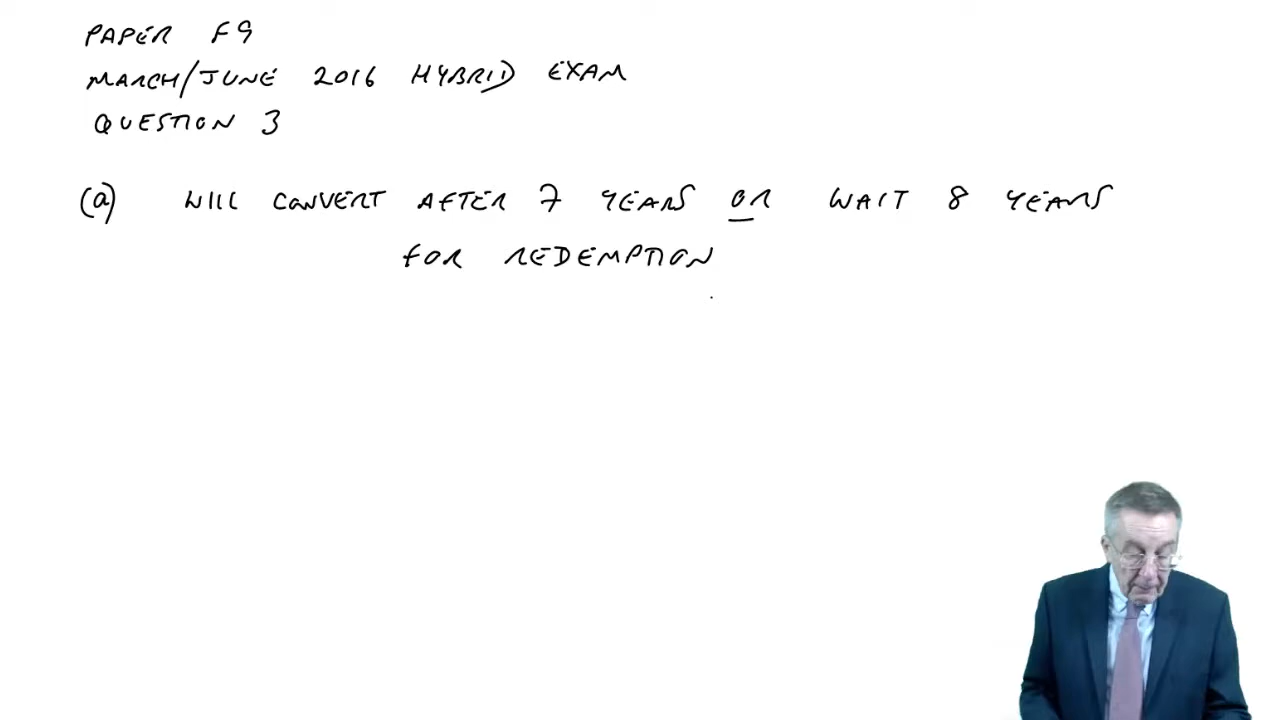 PAPER F9
MARCH/JUNE 2016 HYBRID EXAM
QUESTION 3
(a) WILL CONVERT AFTER 7 YEARS OR WAIT 8 YEARS
FOR REDEMPTION